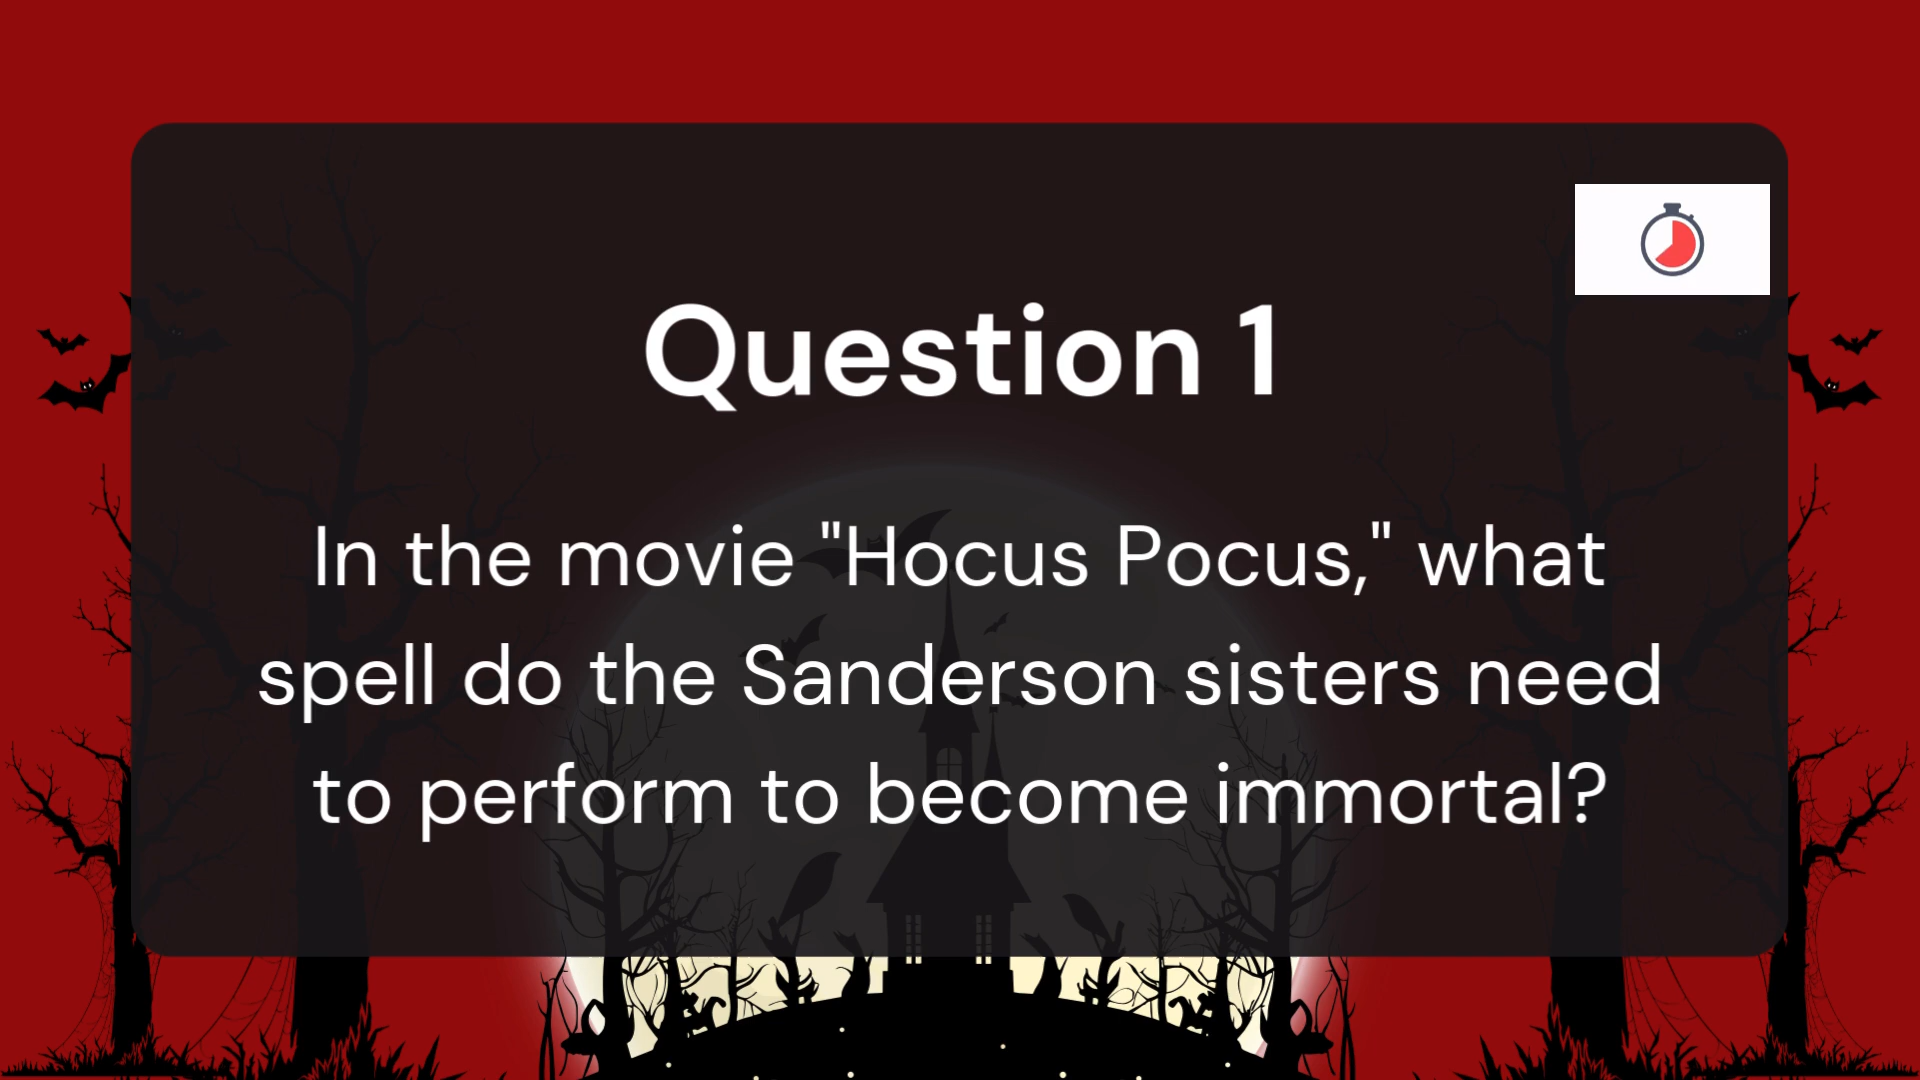 Question 1
In the movie "Hocus Pocus," what
spell do the Sanderson sisters need
to perform to become immortal?